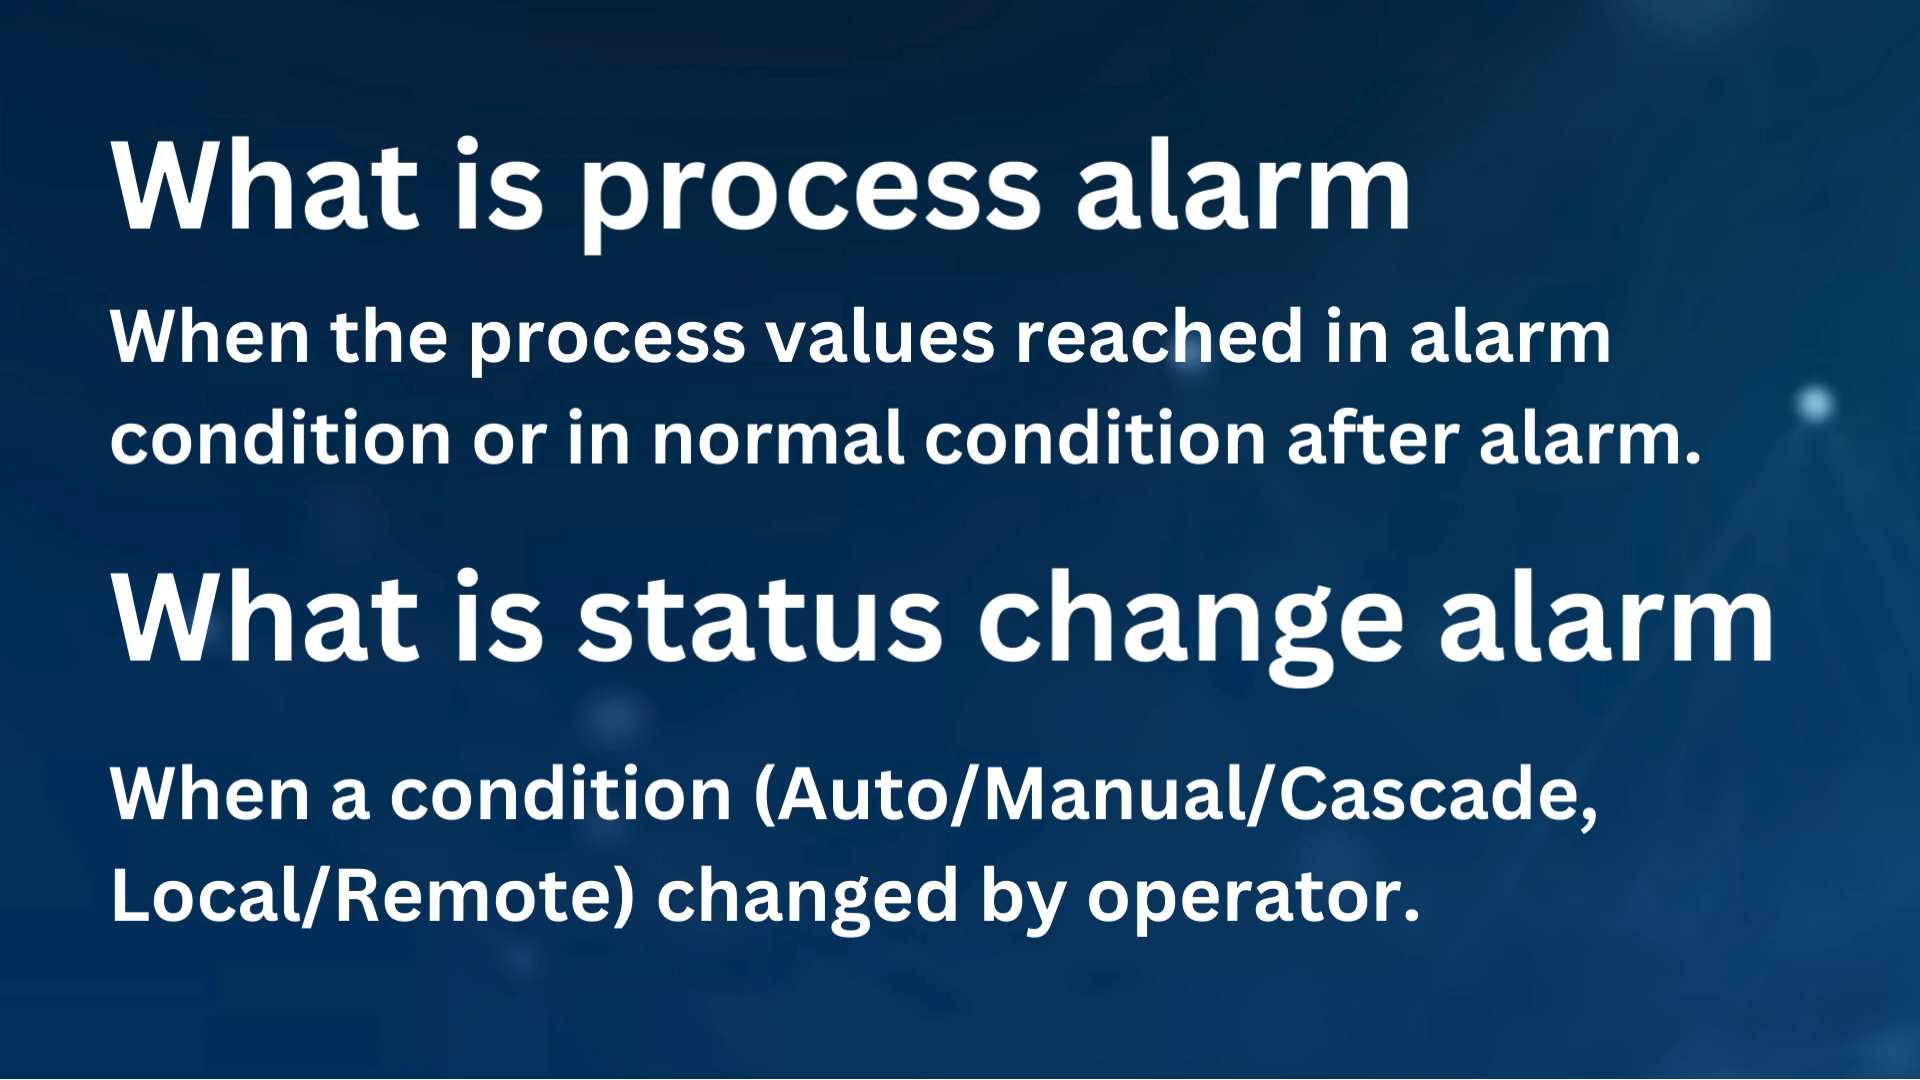 What is process alarm
When the process values reached in alarm
condition or in normal condition after alarm.
What is status change alarm
When a condition (Auto/Manual/Cascade,
Local/Remote) changed by operator.